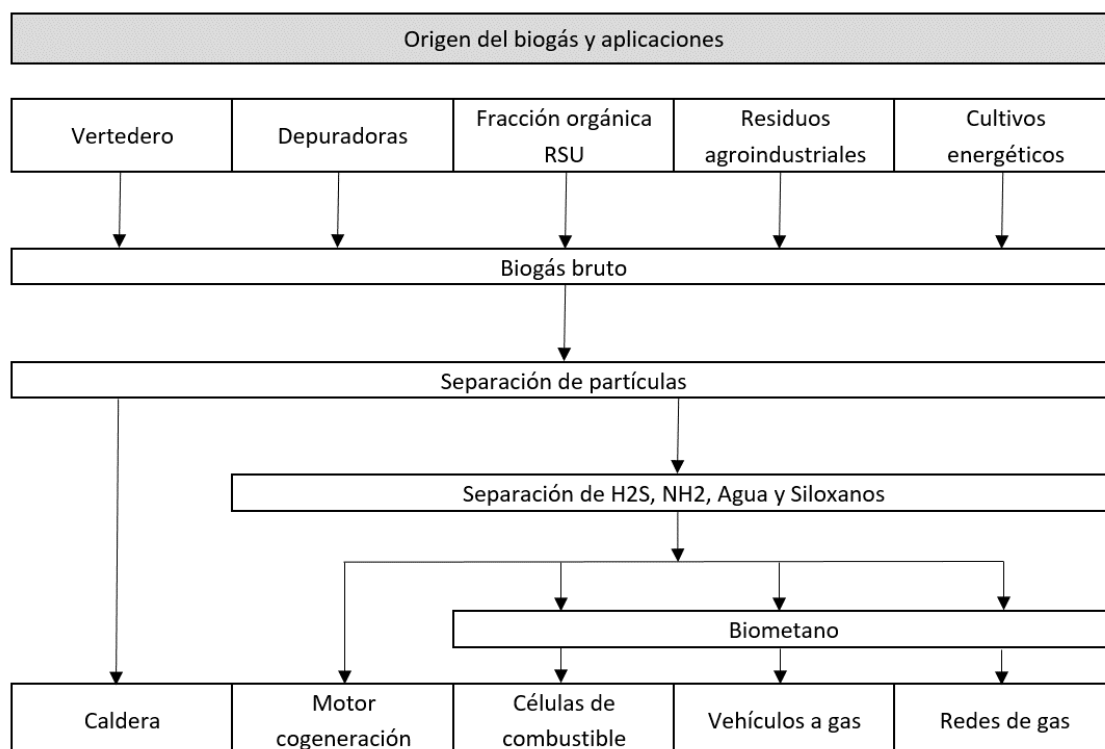 Origen del biogás y aplicaciones
Vertedero
Depuradoras
Fracción orgánica
RSU
Residuos
agroindustriales
Cultivos
energéticos
Biogás bruto
Separación de partículas
Separación de H2S, NH2, Agua y Siloxanos
Biometano
Caldera
Motor
cogeneración
Células de
combustible
Vehículos a gas
Redes de gas